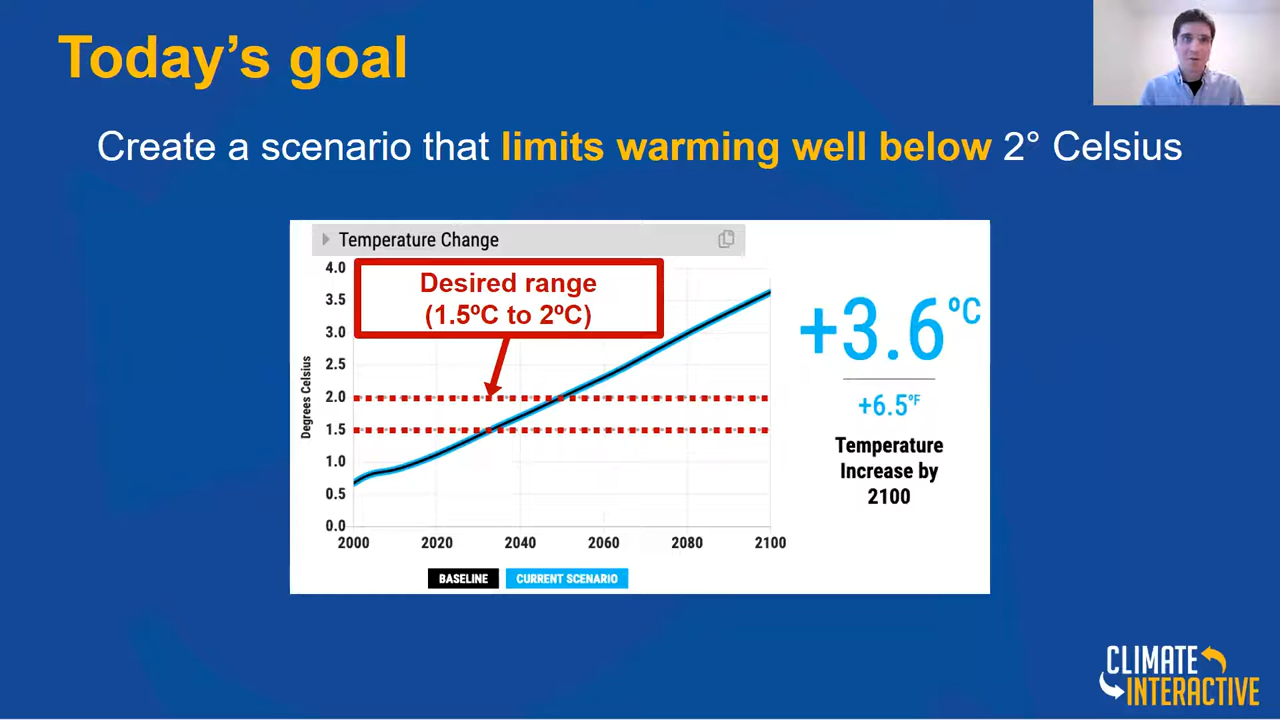 Today's goal
Create a scenario that limits warming well below 2° Celsius
Temperature Change
Desired range
(1.5ºC to 2ºC)
4.0
3.5
3.0
2.5
2.0
1.5
1.0
0.5
0.0
Degrees Celsius
2000 2020 2040 2060 2080 2100
BASELINE CURRENT SCENARIO
+3.6ºC
+6.5ºF
Temperature
Increase by
2100
CLIMATE
INTERACTIVE